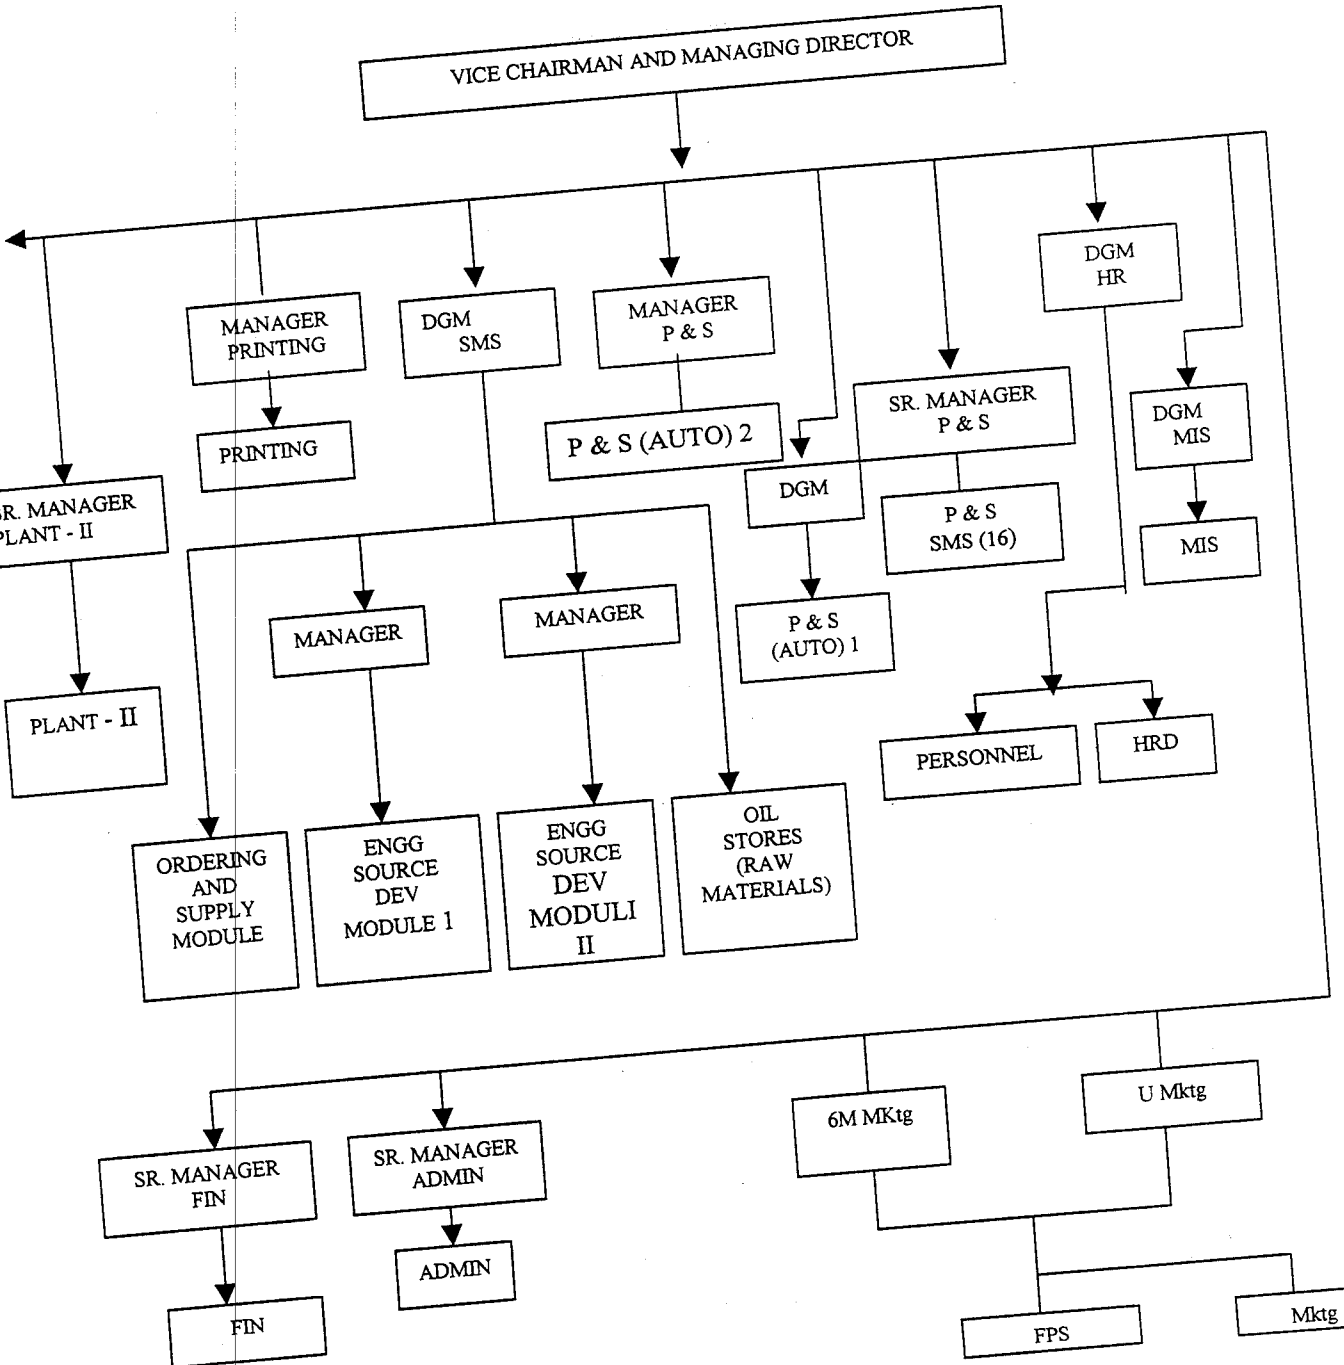 VICE CHAIRMAN AND MANAGING DIRECTOR
DGM
HR
MANAGER
PRINTING
DGM
SMS
MANAGER
P & S
SR. MANAGER
P & S
DGM
MIS
PRINTING
P & S (AUTO) 2
DGM
P & S
SMS (16)
MIS
SR. MANAGER
PLANT - II
MANAGER
MANAGER
P & S
(AUTO) 1
PLANT - II
PERSONNEL
HRD
ORDERING
AND
SUPPLY
MODULE
ENGG
SOURCE
DEV
MODULE 1
ENGG
SOURCE
DEV
MODULI
II
OIL
STORES
(RAW
MATERIALS)
6M MKtg
U Mktg
SR. MANAGER
FIN
SR. MANAGER
ADMIN
ADMIN
FIN
FPS
Mktg